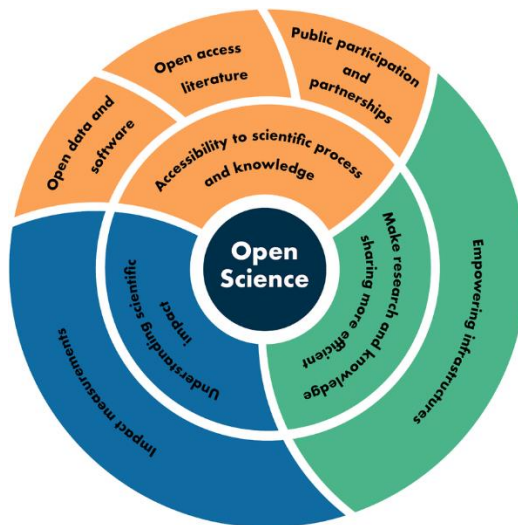 Open data and
software
Open access
literature
Public participation
and
partnerships
Accessibility to scientific process
and knowledge
Open
Science
Make research and knowledge
sharing more efficient
Empowering infrastructures
Understanding scientific
impact
Impact measurements